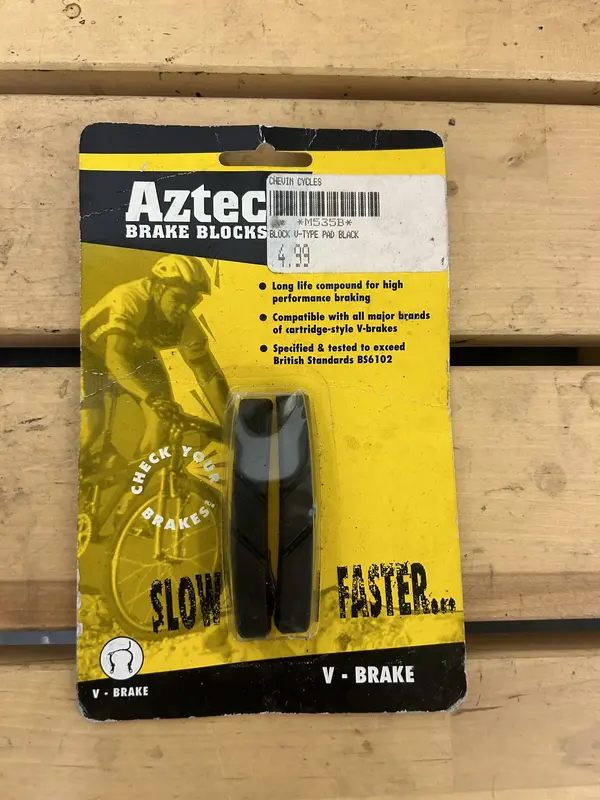 Aztec
BRAKE BLOCKS
CHEVIN CYCLES
*M535B*
BLOCK V-TYPE PAD BLACK
4.99
● Long life compound for high
performance braking
● Compatible with all major brands
of cartridge-style V-brakes
● Specified & tested to exceed
British Standards BS6102
CHECK YOUR
BRAKES!
SLOW
FASTER...
V - BRAKE
V - BRAKE